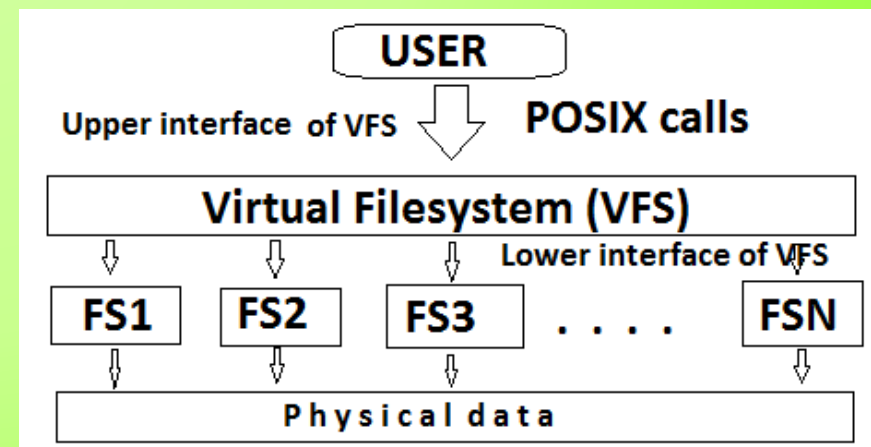 USER
Upper interface of VFS
POSIX calls
Virtual Filesystem (VFS)
Lower interface of VFS
FS1 FS2 FS3 . . . . FSN
Physical data